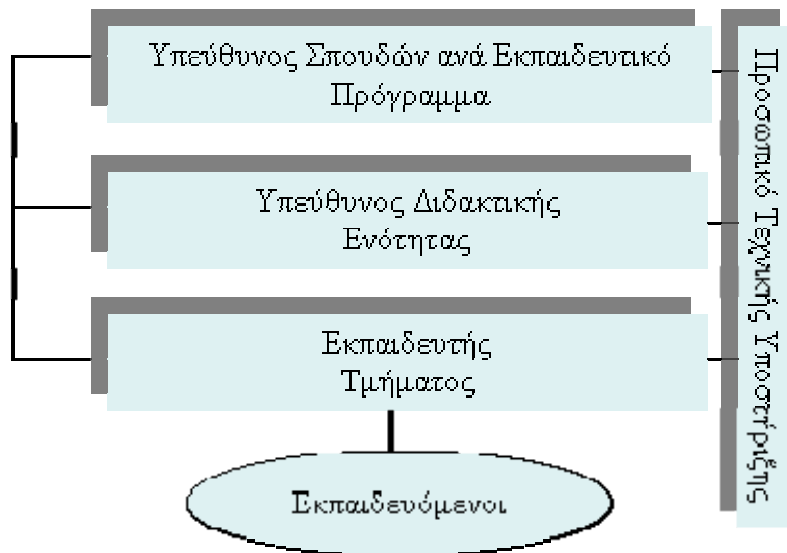 Υπεύθυνος Σπουδών ανά Εκπαιδευτικό
Πρόγραμμα
Υπεύθυνος Διδακτικής
Ενότητας
Εκπαιδευτής
Τμήματος
Εκπαιδευόμενοι
Προσωπικό Τεχνικής Υποστήριξης